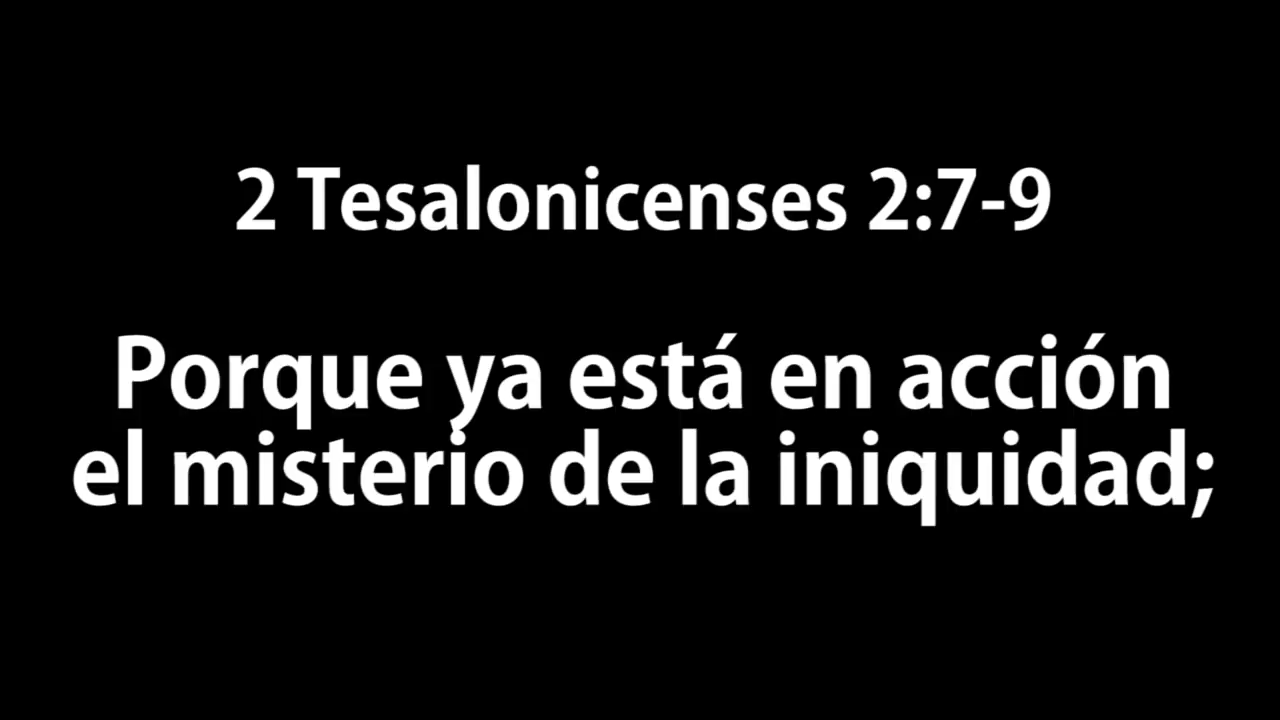 2 Tesalonicenses 2:7-9
Porque ya está en acción
el misterio de la iniquidad;